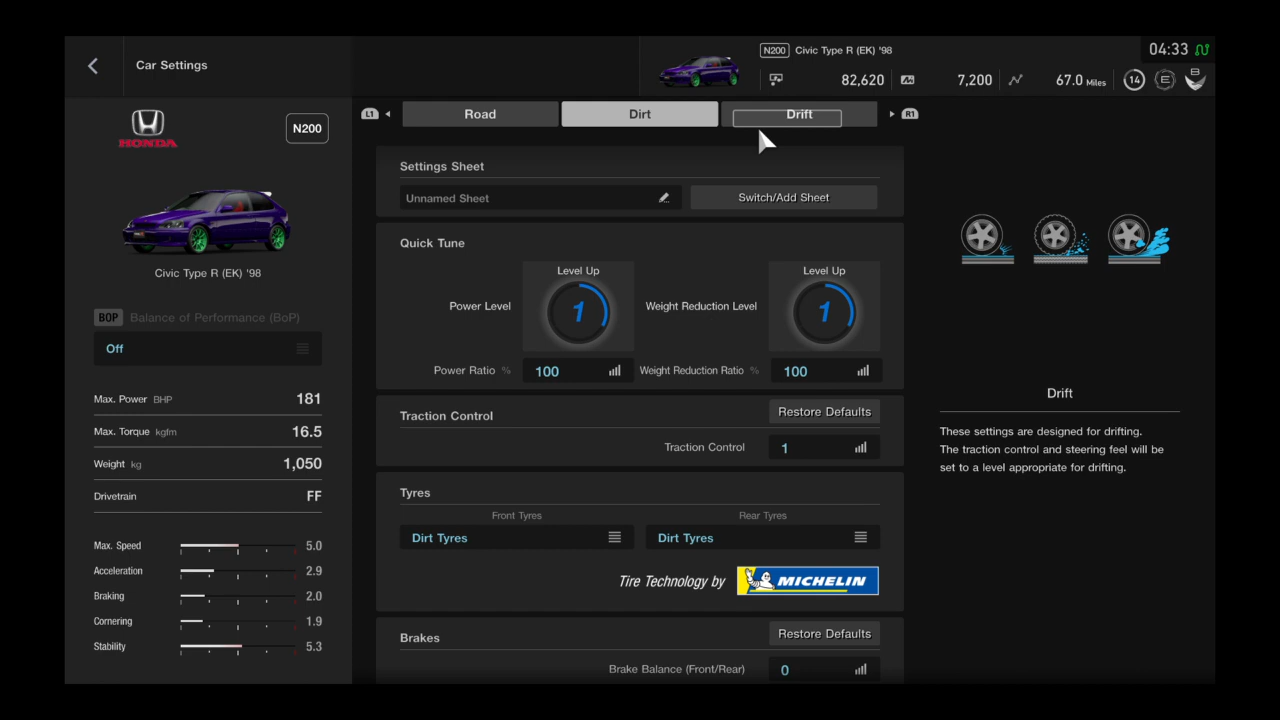 Car Settings
N200 Civic Type R (EK) '98
04:33
82,620
7,200
67.0 Miles
14
E
B
HONDA
N200
Civic Type R (EK) '98
BOP Balance of Performance (BoP)
Off
Max. Power BHP 181
Max. Torque kgfm 16.5
Weight kg 1,050
Drivetrain FF
Max. Speed 5.0
Acceleration 2.9
Braking 2.0
Cornering 1.9
Stability 5.3
L1 Road Dirt Drift R1
Settings Sheet
Unnamed Sheet Switch/Add Sheet
Quick Tune
Level Up Level Up
Power Level 1 Weight Reduction Level 1
Power Ratio % 100 Weight Reduction Ratio % 100
Traction Control Restore Defaults
Traction Control 1
Tyres
Front Tyres Rear Tyres
Dirt Tyres Dirt Tyres
Tire Technology by MICHELIN
Brakes Restore Defaults
Brake Balance (Front/Rear) 0
Drift
These settings are designed for drifting.
The traction control and steering feel will be
set to a level appropriate for drifting.